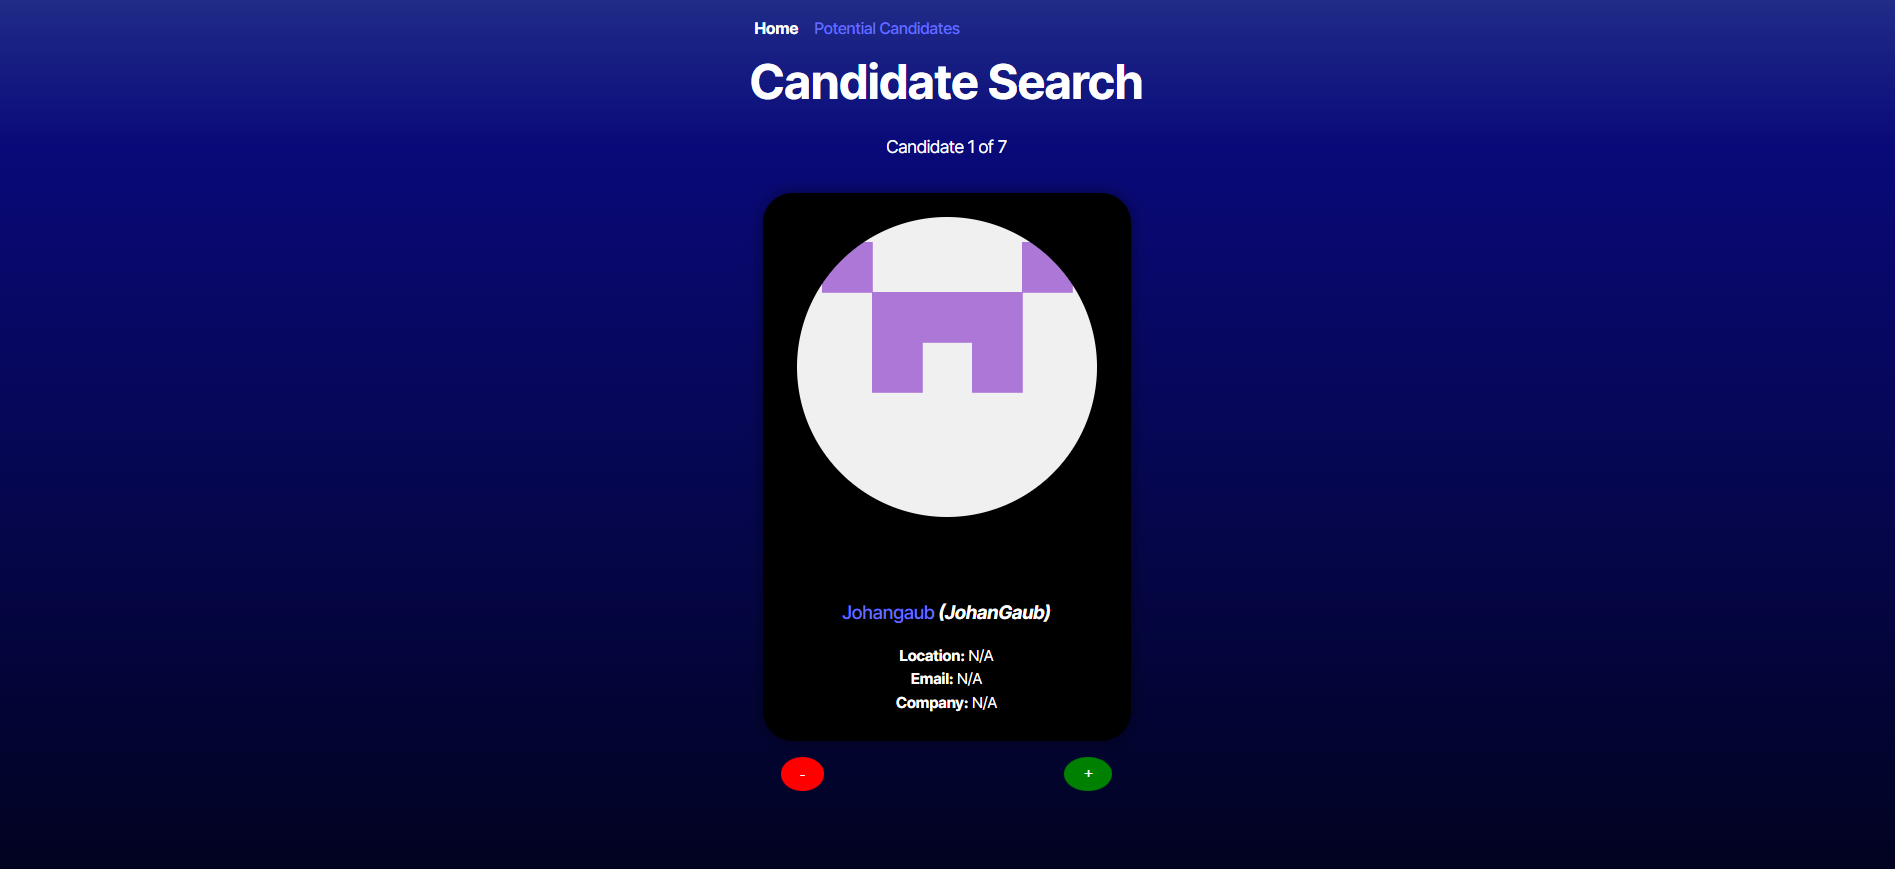 Home Potential Candidates
Candidate Search
Candidate 1 of 7
Johangaub (JohanGaub)
Location: N/A
Email: N/A
Company: N/A
- +